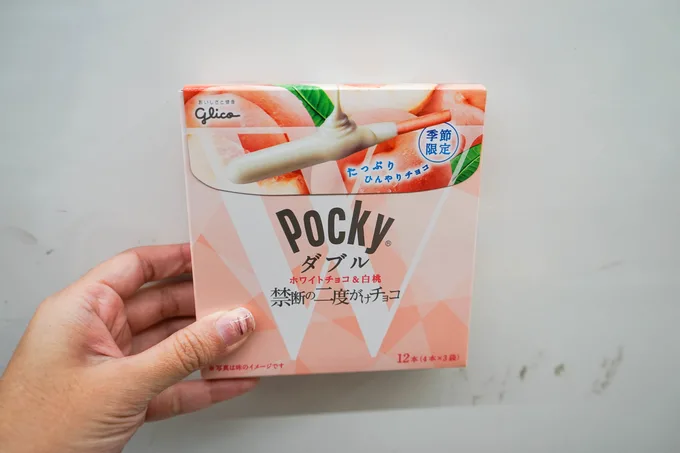 おいしさと健康
glico
季節
限定
たっぷり
ひんやりチョコ
Pocky®
ダブル
ホワイトチョコ&白桃
禁断の二度がけチョコ
12本(4本×3袋)
※写真は味のイメージです